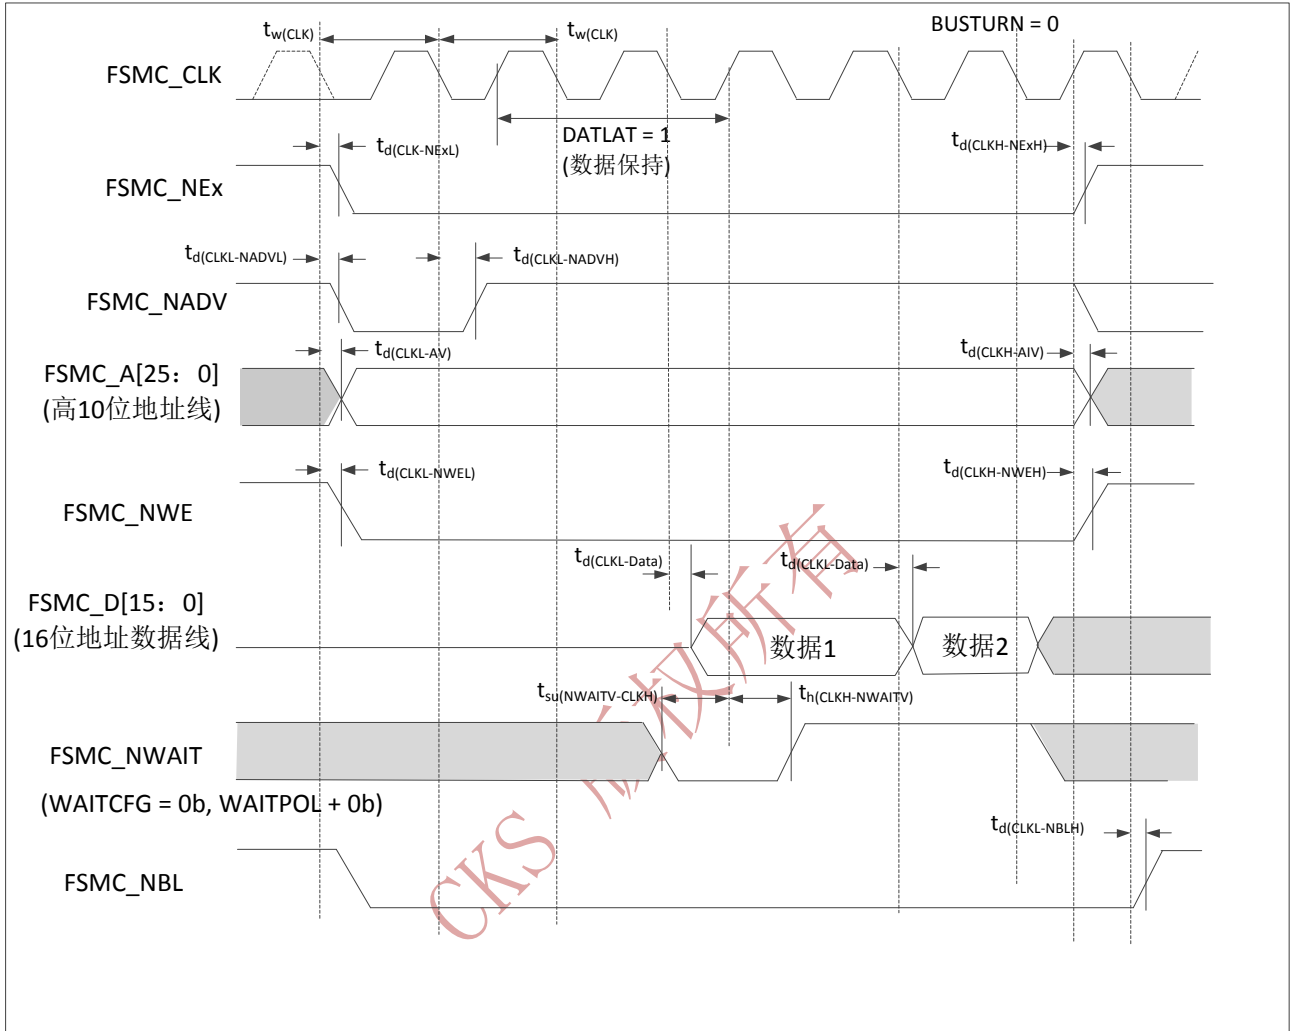 BUSTURN = 0
tw(CLK) tw(CLK)
FSMC_CLK
DATLAT = 1
(数据保持)
td(CLK-NExL) td(CLKH-NExH)
FSMC_NEx
td(CLKL-NADVL) td(CLKL-NADVH)
FSMC_NADV
td(CLKL-AV) td(CLKH-AIV)
FSMC_A[25：0]
(高10位地址线)
td(CLKL-NWEL) td(CLKH-NWEH)
FSMC_NWE
td(CLKL-Data) td(CLKL-Data)
FSMC_D[15：0]
(16位地址数据线)
数据1 数据2
tsu(NWAITV-CLKH) th(CLKH-NWAITV)
FSMC_NWAIT
(WAITCFG = 0b, WAITPOL + 0b)
td(CLKL-NBLH)
FSMC_NBL
CKS 版权所有